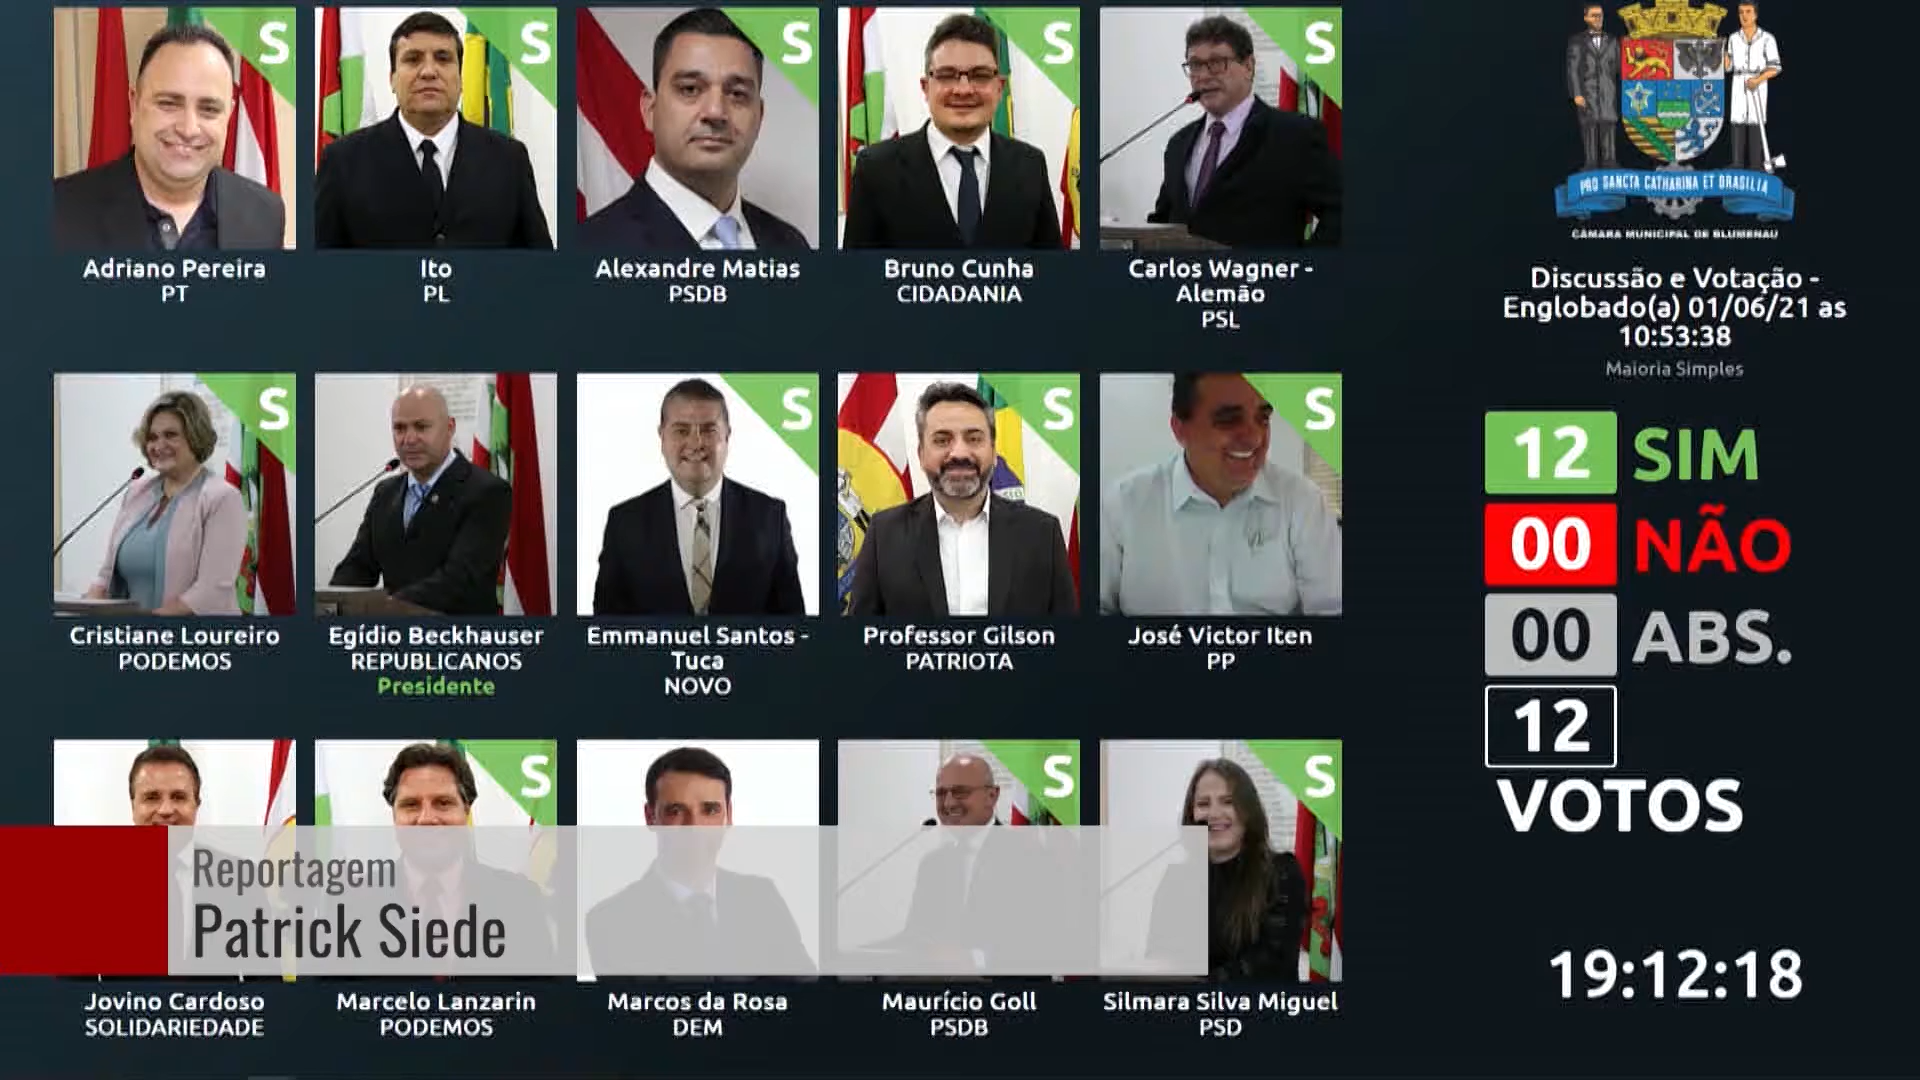 S
S
S
S
S
Adriano Pereira
PT
Ito
PL
Alexandre Matias
PSDB
Bruno Cunha
CIDADANIA
Carlos Wagner -
Alemão
PSL
S
S
S
S
Cristiane Loureiro
PODEMOS
Egídio Beckhauser
REPUBLICANOS
Presidente
Emmanuel Santos -
Tuca
NOVO
Professor Gilson
PATRIOTA
José Victor Iten
PP
S
S
S
Jovino Cardoso
SOLIDARIEDADE
Marcelo Lanzarin
PODEMOS
Marcos da Rosa
DEM
Maurício Goll
PSDB
Silmara Silva Miguel
PSD
Reportagem
Patrick Siede
PRO SANCTA CATHARINA ET BRASILIA
CÂMARA MUNICIPAL DE BLUMENAU
Discussão e Votação -
Englobado(a) 01/06/21 as
10:53:38
Maioria Simples
12 SIM
00 NÃO
00 ABS.
12
VOTOS
19:12:18